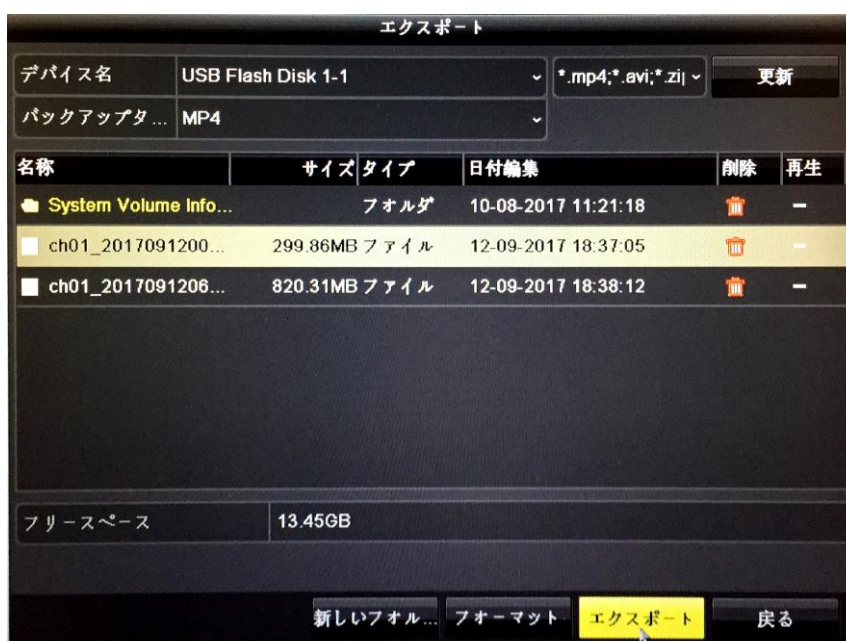 エクスポート
デバイス名 USB Flash Disk 1-1 *.mp4;*.avi;*.zi 更新
バックアップタ... MP4
名称 サイズ タイプ 日付編集 削除 再生
System Volume Info... フォルダ 10-08-2017 11:21:18
ch01_2017091200... 299.86MB ファイル 12-09-2017 18:37:05
ch01_2017091206... 820.31MB ファイル 12-09-2017 18:38:12
フリースペース 13.45GB
新しいフォル... フォーマット エクスポート 戻る